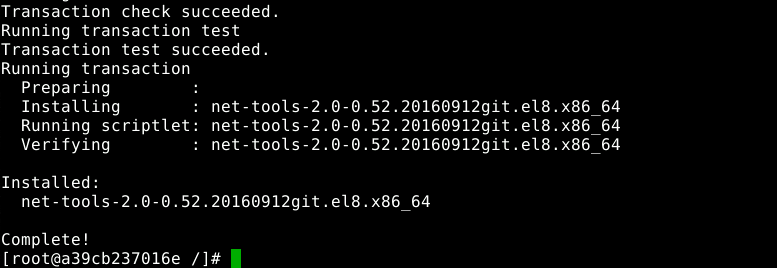 Transaction check succeeded.
Running transaction test
Transaction test succeeded.
Running transaction
  Preparing        :
  Installing       : net-tools-2.0-0.52.20160912git.el8.x86_64
  Running scriptlet: net-tools-2.0-0.52.20160912git.el8.x86_64
  Verifying        : net-tools-2.0-0.52.20160912git.el8.x86_64

Installed:
  net-tools-2.0-0.52.20160912git.el8.x86_64

Complete!
[root@a39cb237016e /]#